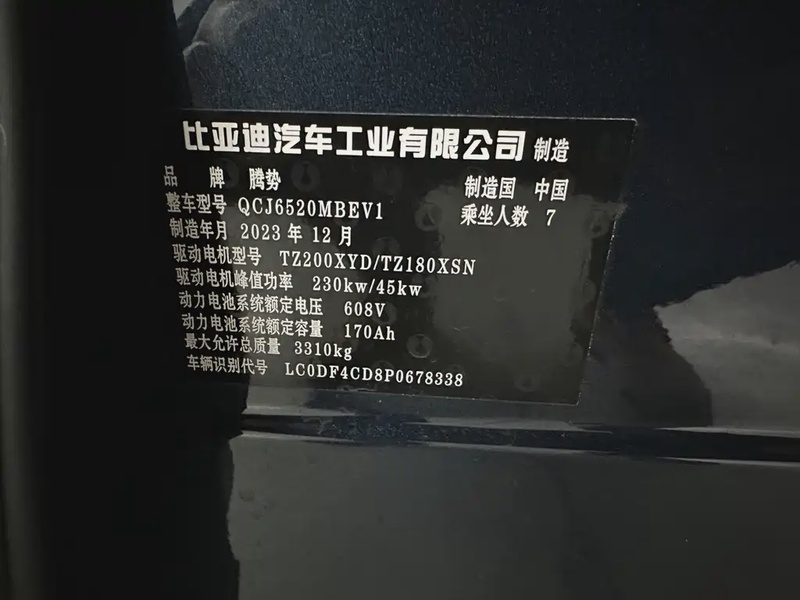 比亚迪汽车工业有限公司 制造
品 牌 腾势 制造国 中国
整车型号 QCJ6520MBEV1 乘坐人数 7
制造年月 2023 年 12 月
驱动电机型号 TZ200XYD/TZ180XSN
驱动电机峰值功率 230kw/45kw
动力电池系统额定电压 608V
动力电池系统额定容量 170Ah
最大允许总质量 3310kg
车辆识别代号 LC0DF4CD8P0678338